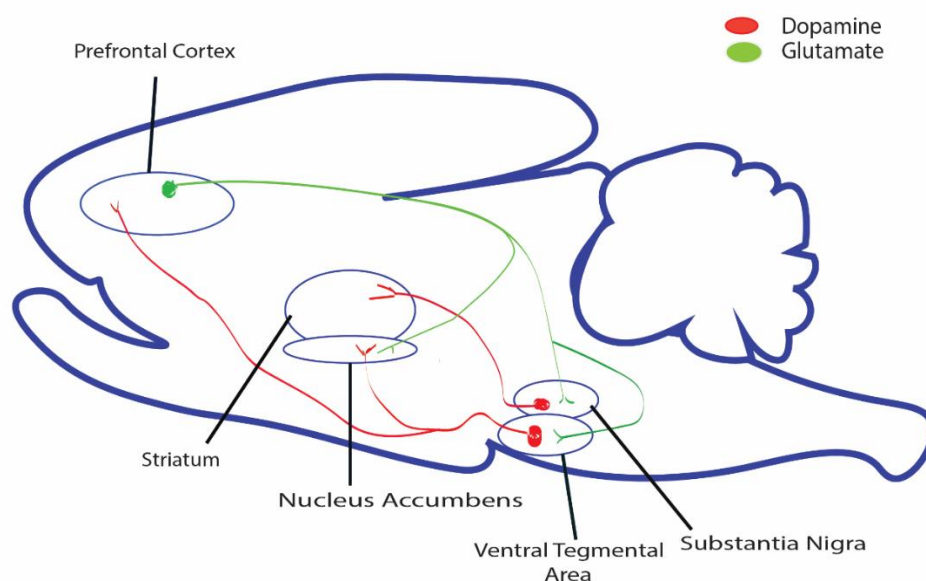 Dopamine
Glutamate
Prefrontal Cortex
Striatum
Nucleus Accumbens
Ventral Tegmental
Area
Substantia Nigra